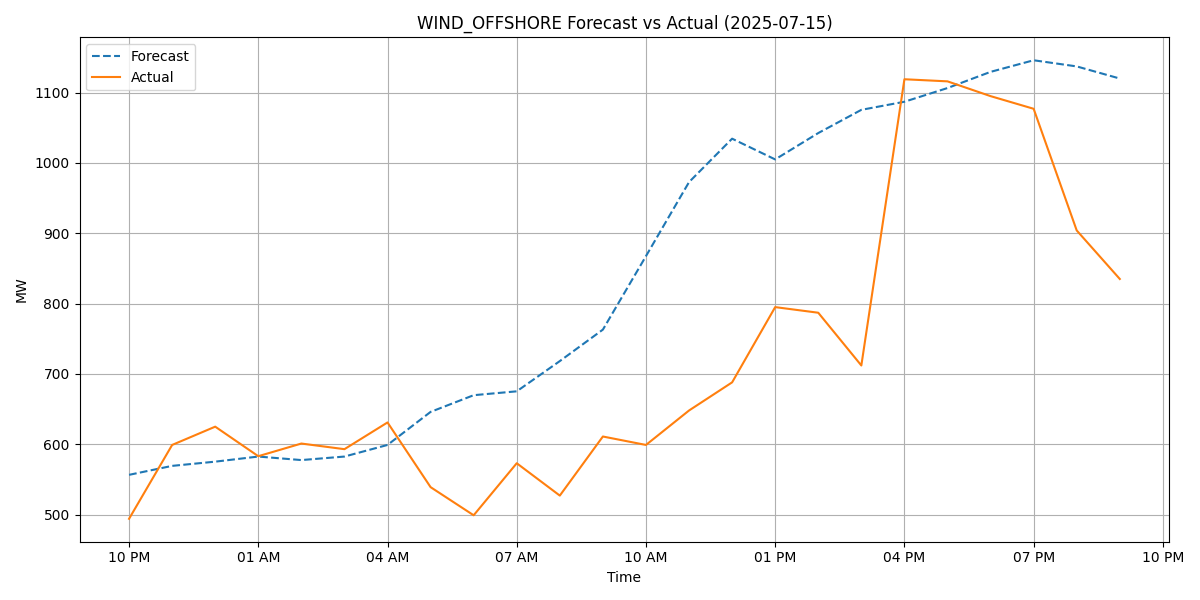 WIND_OFFSHORE Forecast vs Actual (2025-07-15)
Forecast
Actual
1100
1000
900
800
700
600
500
MW
10 PM 01 AM 04 AM 07 AM 10 AM 01 PM 04 PM 07 PM 10 PM
Time